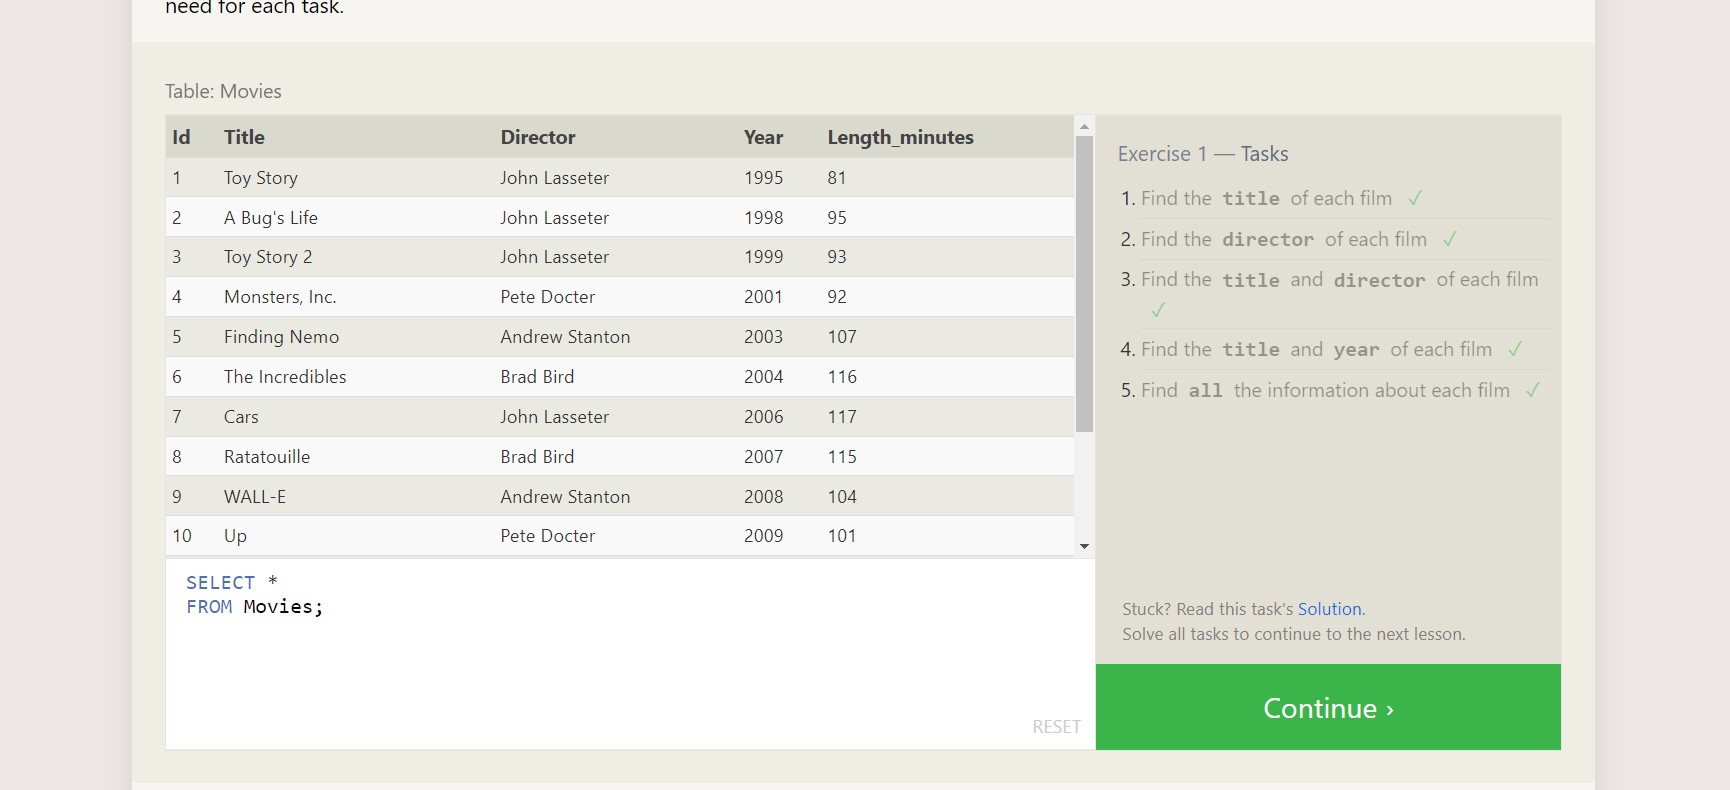 need for each task.
Table: Movies
Id Title Director Year Length_minutes
1 Toy Story John Lasseter 1995 81
2 A Bug's Life John Lasseter 1998 95
3 Toy Story 2 John Lasseter 1999 93
4 Monsters, Inc. Pete Docter 2001 92
5 Finding Nemo Andrew Stanton 2003 107
6 The Incredibles Brad Bird 2004 116
7 Cars John Lasseter 2006 117
8 Ratatouille Brad Bird 2007 115
9 WALL-E Andrew Stanton 2008 104
10 Up Pete Docter 2009 101
SELECT *
FROM Movies;
RESET
Exercise 1 — Tasks
1. Find the title of each film ✓
2. Find the director of each film ✓
3. Find the title and director of each film
✓
4. Find the title and year of each film ✓
5. Find all the information about each film ✓
Stuck? Read this task's Solution.
Solve all tasks to continue to the next lesson.
Continue ›